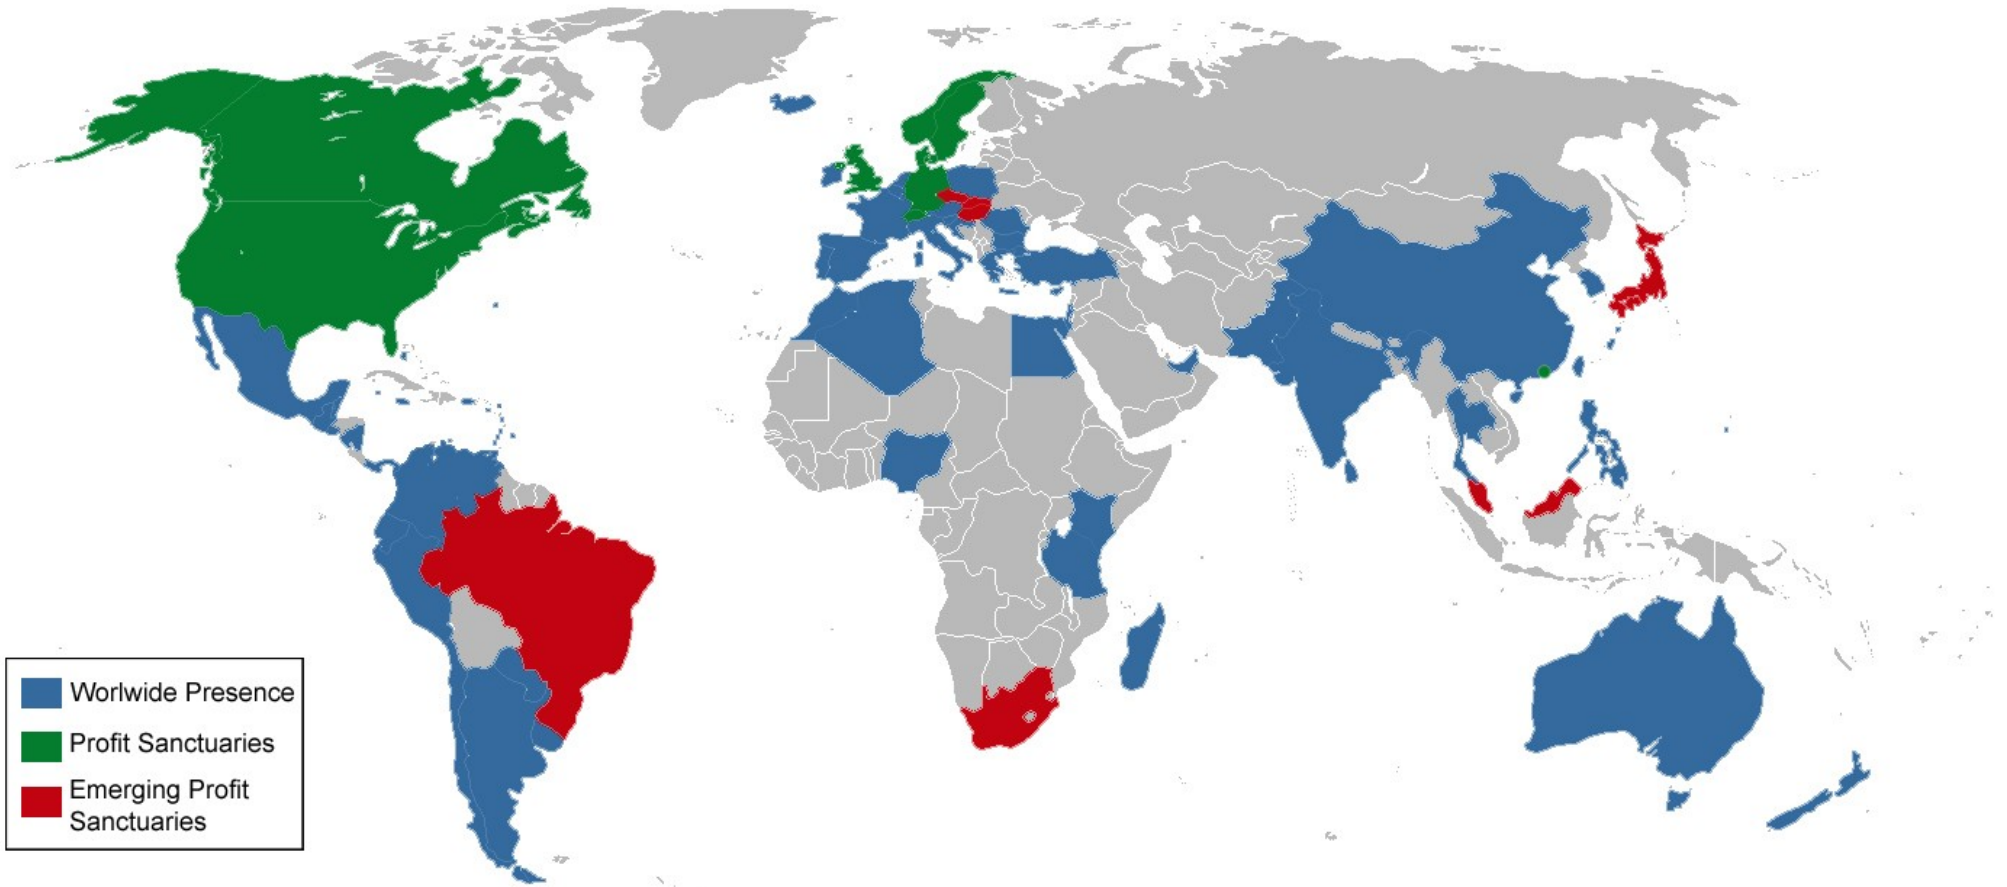 Worlwide Presence
Profit Sanctuaries
Emerging Profit
Sanctuaries